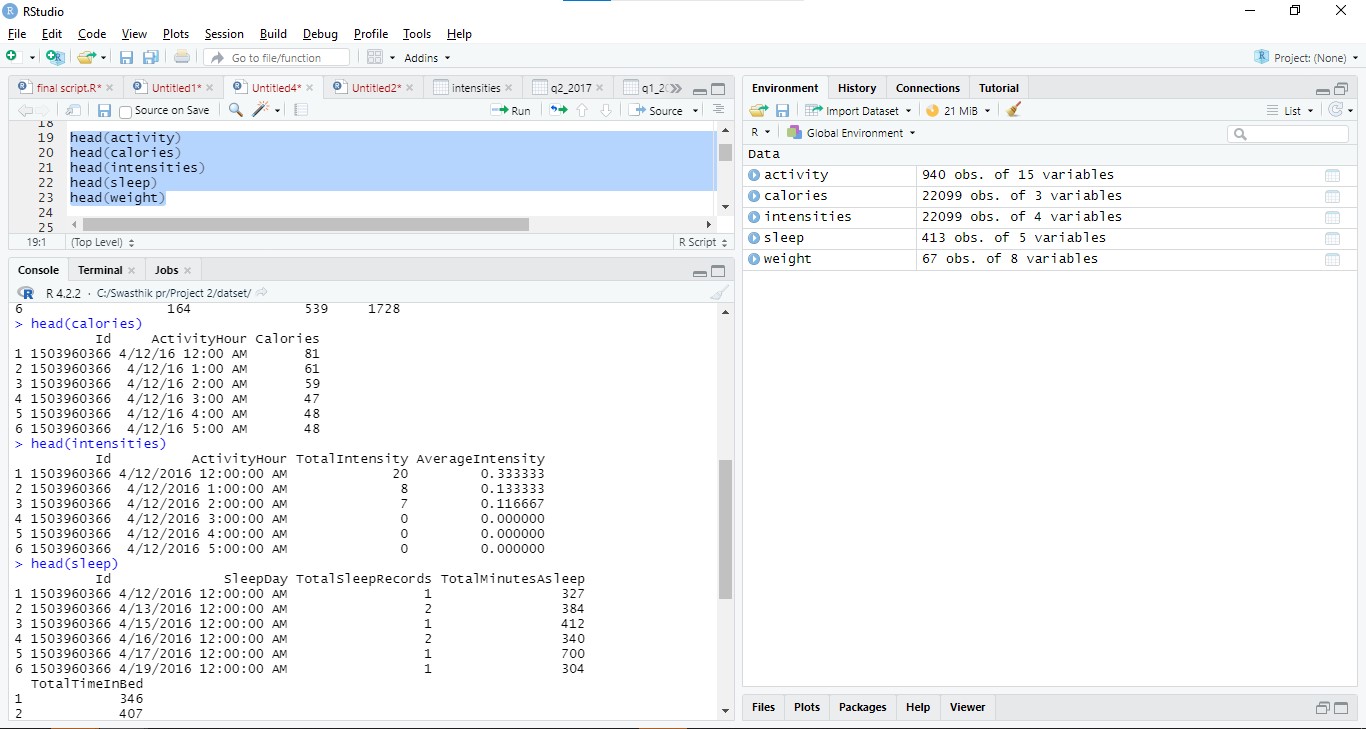 RStudio
File Edit Code View Plots Session Build Debug Profile Tools Help
Go to file/function Addins Project: (None)
final script.R* Untitled1* Untitled4* Untitled2* intensities q2_2017
Source on Save Run Source
18
19 head(activity)
20 head(calories)
21 head(intensities)
22 head(sleep)
23 head(weight)
24
25
19:1 (Top Level) R Script
Console Terminal Jobs
R 4.2.2 · C:/Swasthik pr/Project 2/datset/
6 164 539 1728
> head(calories)
Id ActivityHour Calories
1 1503960366 4/12/16 12:00 AM 81
2 1503960366 4/12/16 1:00 AM 61
3 1503960366 4/12/16 2:00 AM 59
4 1503960366 4/12/16 3:00 AM 47
5 1503960366 4/12/16 4:00 AM 48
6 1503960366 4/12/16 5:00 AM 48
> head(intensities)
Id ActivityHour TotalIntensity AverageIntensity
1 1503960366 4/12/2016 12:00:00 AM 20 0.333333
2 1503960366 4/12/2016 1:00:00 AM 8 0.133333
3 1503960366 4/12/2016 2:00:00 AM 7 0.116667
4 1503960366 4/12/2016 3:00:00 AM 0 0.000000
5 1503960366 4/12/2016 4:00:00 AM 0 0.000000
6 1503960366 4/12/2016 5:00:00 AM 0 0.000000
> head(sleep)
Id SleepDay TotalSleepRecords TotalMinutesAsleep
1 1503960366 4/12/2016 12:00:00 AM 1 327
2 1503960366 4/13/2016 12:00:00 AM 2 384
3 1503960366 4/15/2016 12:00:00 AM 1 412
4 1503960366 4/16/2016 12:00:00 AM 2 340
5 1503960366 4/17/2016 12:00:00 AM 1 700
6 1503960366 4/19/2016 12:00:00 AM 1 304
TotalTimeInBed
1 346
2 407
Environment History Connections Tutorial
Import Dataset 21 MiB List
R Global Environment
Data
activity 940 obs. of 15 variables
calories 22099 obs. of 3 variables
intensities 22099 obs. of 4 variables
sleep 413 obs. of 5 variables
weight 67 obs. of 8 variables
Files Plots Packages Help Viewer